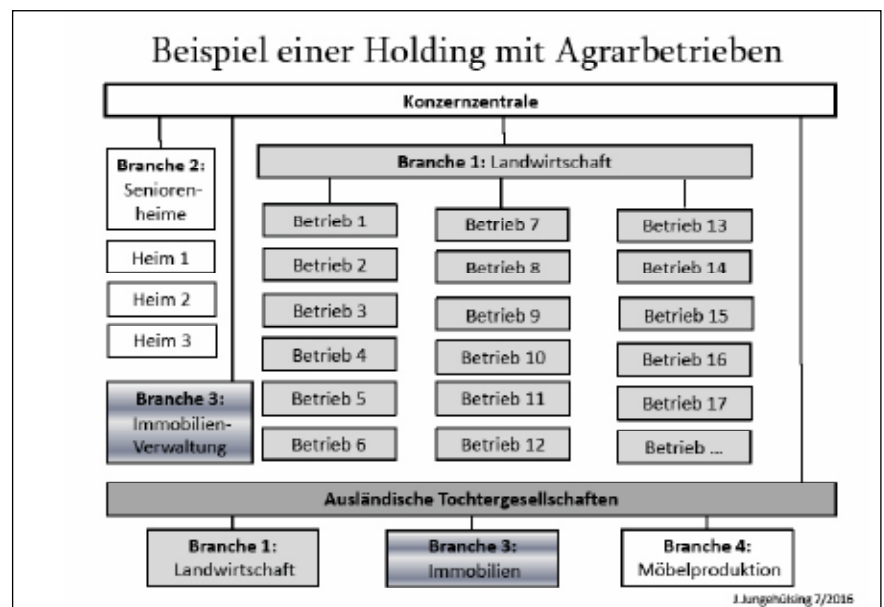 Beispiel einer Holding mit Agrarbetrieben
Konzernzentrale
Branche 2:
Senioren-
heime
Heim 1
Heim 2
Heim 3
Branche 3:
Immobilien-
Verwaltung
Branche 1: Landwirtschaft
Betrieb 1
Betrieb 2
Betrieb 3
Betrieb 4
Betrieb 5
Betrieb 6
Betrieb 7
Betrieb 8
Betrieb 9
Betrieb 10
Betrieb 11
Betrieb 12
Betrieb 13
Betrieb 14
Betrieb 15
Betrieb 16
Betrieb 17
Betrieb ...
Ausländische Tochtergesellschaften
Branche 1:
Landwirtschaft
Branche 3:
Immobilien
Branche 4:
Möbelproduktion
J.Jungehülsing 7/2016